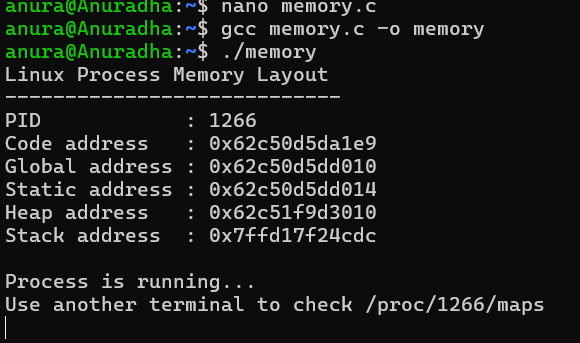 anura@Anuradha:~$ nano memory.c
anura@Anuradha:~$ gcc memory.c -o memory
anura@Anuradha:~$ ./memory
Linux Process Memory Layout
----------------------------
PID            : 1266
Code address   : 0x62c50d5da1e9
Global address : 0x62c50d5dd010
Static address : 0x62c50d5dd014
Heap address   : 0x62c51f9d3010
Stack address  : 0x7ffd17f24cdc

Process is running...
Use another terminal to check /proc/1266/maps